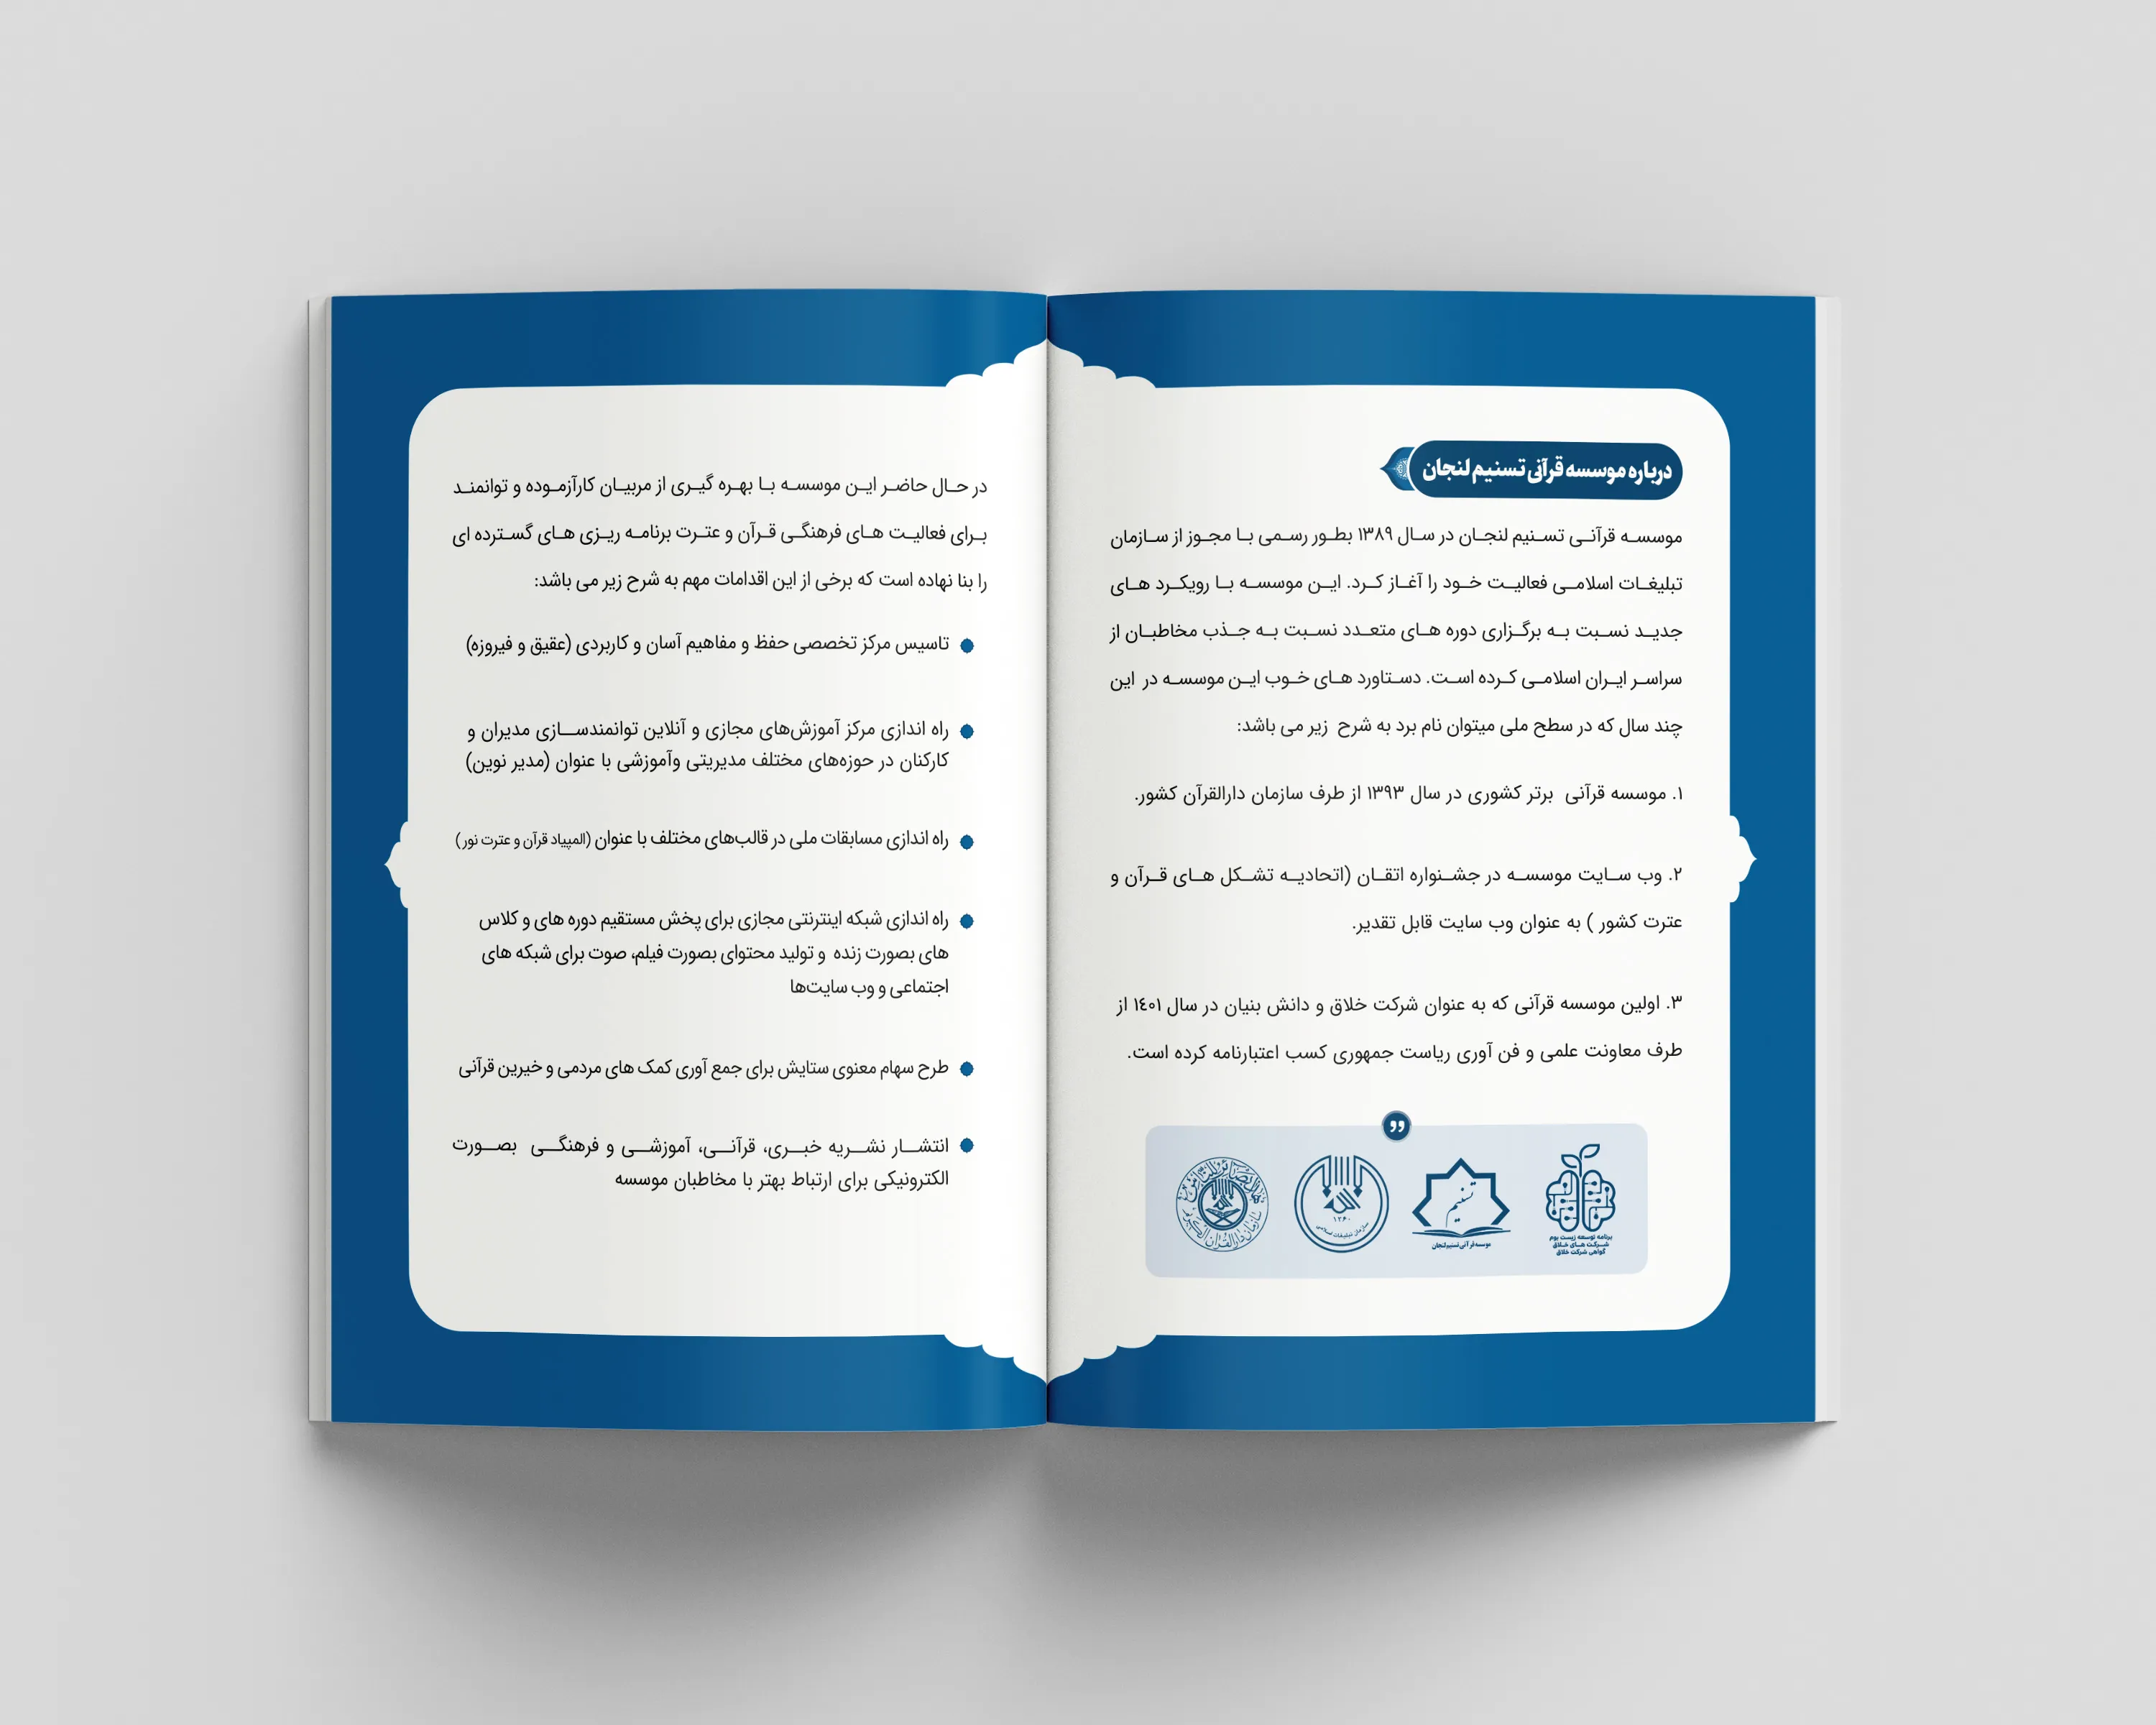 درباره موسسه قرآنی تسنیم لنجان
موسسه قرآنی تسنیم لنجان در سال ۱۳۸۹ بطور رسمی با مجوز از سازمان
تبلیغات اسلامی فعالیت خود را آغاز کرد. این موسسه با رویکرد های
جدید نسبت به برگزاری دوره های متعدد نسبت به جذب مخاطبان از
سراسر ایران اسلامی کرده است. دستاورد های خوب این موسسه در این
چند سال که در سطح ملی میتوان نام برد به شرح زیر می باشد:
۱. موسسه قرآنی برتر کشوری در سال ۱۳۹۳ از طرف سازمان دارالقرآن کشور.
۲. وب سایت موسسه در جشنواره اتقان (اتحادیه تشکل های قرآن و
عترت کشور ) به عنوان وب سایت قابل تقدیر.
۳. اولین موسسه قرآنی که به عنوان شرکت خلاق و دانش بنیان در سال ۱٤۰۱ از
طرف معاونت علمی و فن آوری ریاست جمهوری کسب اعتبارنامه کرده است.
برنامه توسعه زیست بوم
شرکت های خلاق
گواهی شرکت خلاق
تسنیم
موسسه قرآنی تسنیم لنجان
۱۳۶۰
سازمان تبلیغات اسلامی
در حال حاضر این موسسه با بهره گیری از مربیان کارآزموده و توانمند
برای فعالیت های فرهنگی قرآن و عترت برنامه ریزی های گسترده ای
را بنا نهاده است که برخی از این اقدامات مهم به شرح زیر می باشد:
تاسیس مرکز تخصصی حفظ و مفاهیم آسان و کاربردی (عقیق و فیروزه)
راه اندازی مرکز آموزش‌های مجازی و آنلاین توانمندسازی مدیران و
کارکنان در حوزه‌های مختلف مدیریتی وآموزشی با عنوان (مدیر نوین)
راه اندازی مسابقات ملی در قالب‌های مختلف با عنوان (المپیاد قرآن و عترت نور)
راه اندازی شبکه اینترنتی مجازی برای پخش مستقیم دوره های و کلاس
های بصورت زنده و تولید محتوای بصورت فیلم، صوت برای شبکه های
اجتماعی و وب سایت‌ها
طرح سهام معنوی ستایش برای جمع آوری کمک های مردمی و خیرین قرآنی
انتشار نشریه خبری، قرآنی، آموزشی و فرهنگی بصورت
الکترونیکی برای ارتباط بهتر با مخاطبان موسسه